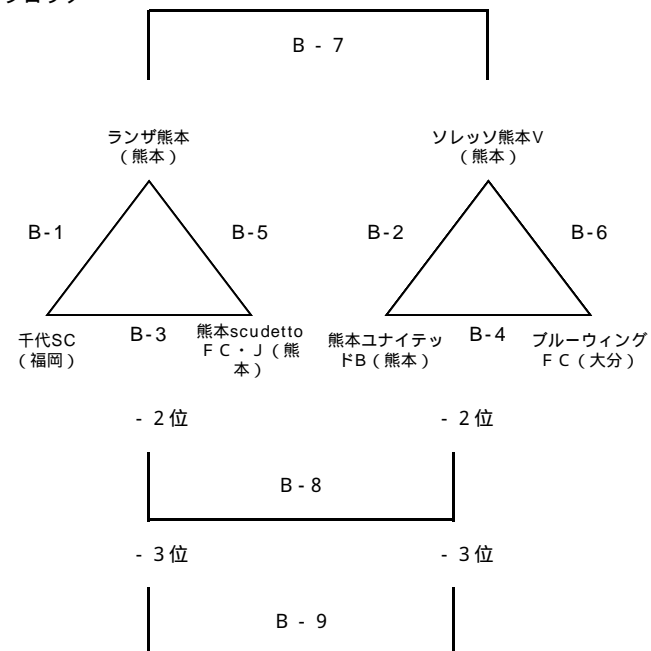 B - 7
ランザ熊本
(熊本)
ソレッソ熊本V
(熊本)
B-1
B-5
B-2
B-6
千代SC
(福岡)
B-3
熊本scudetto
FC・J(熊
本)
熊本ユナイテッ
ドB(熊本)
B-4
ブルーウィング
FC(大分)
- 2位
- 2位
B-8
- 3位
- 3位
B - 9